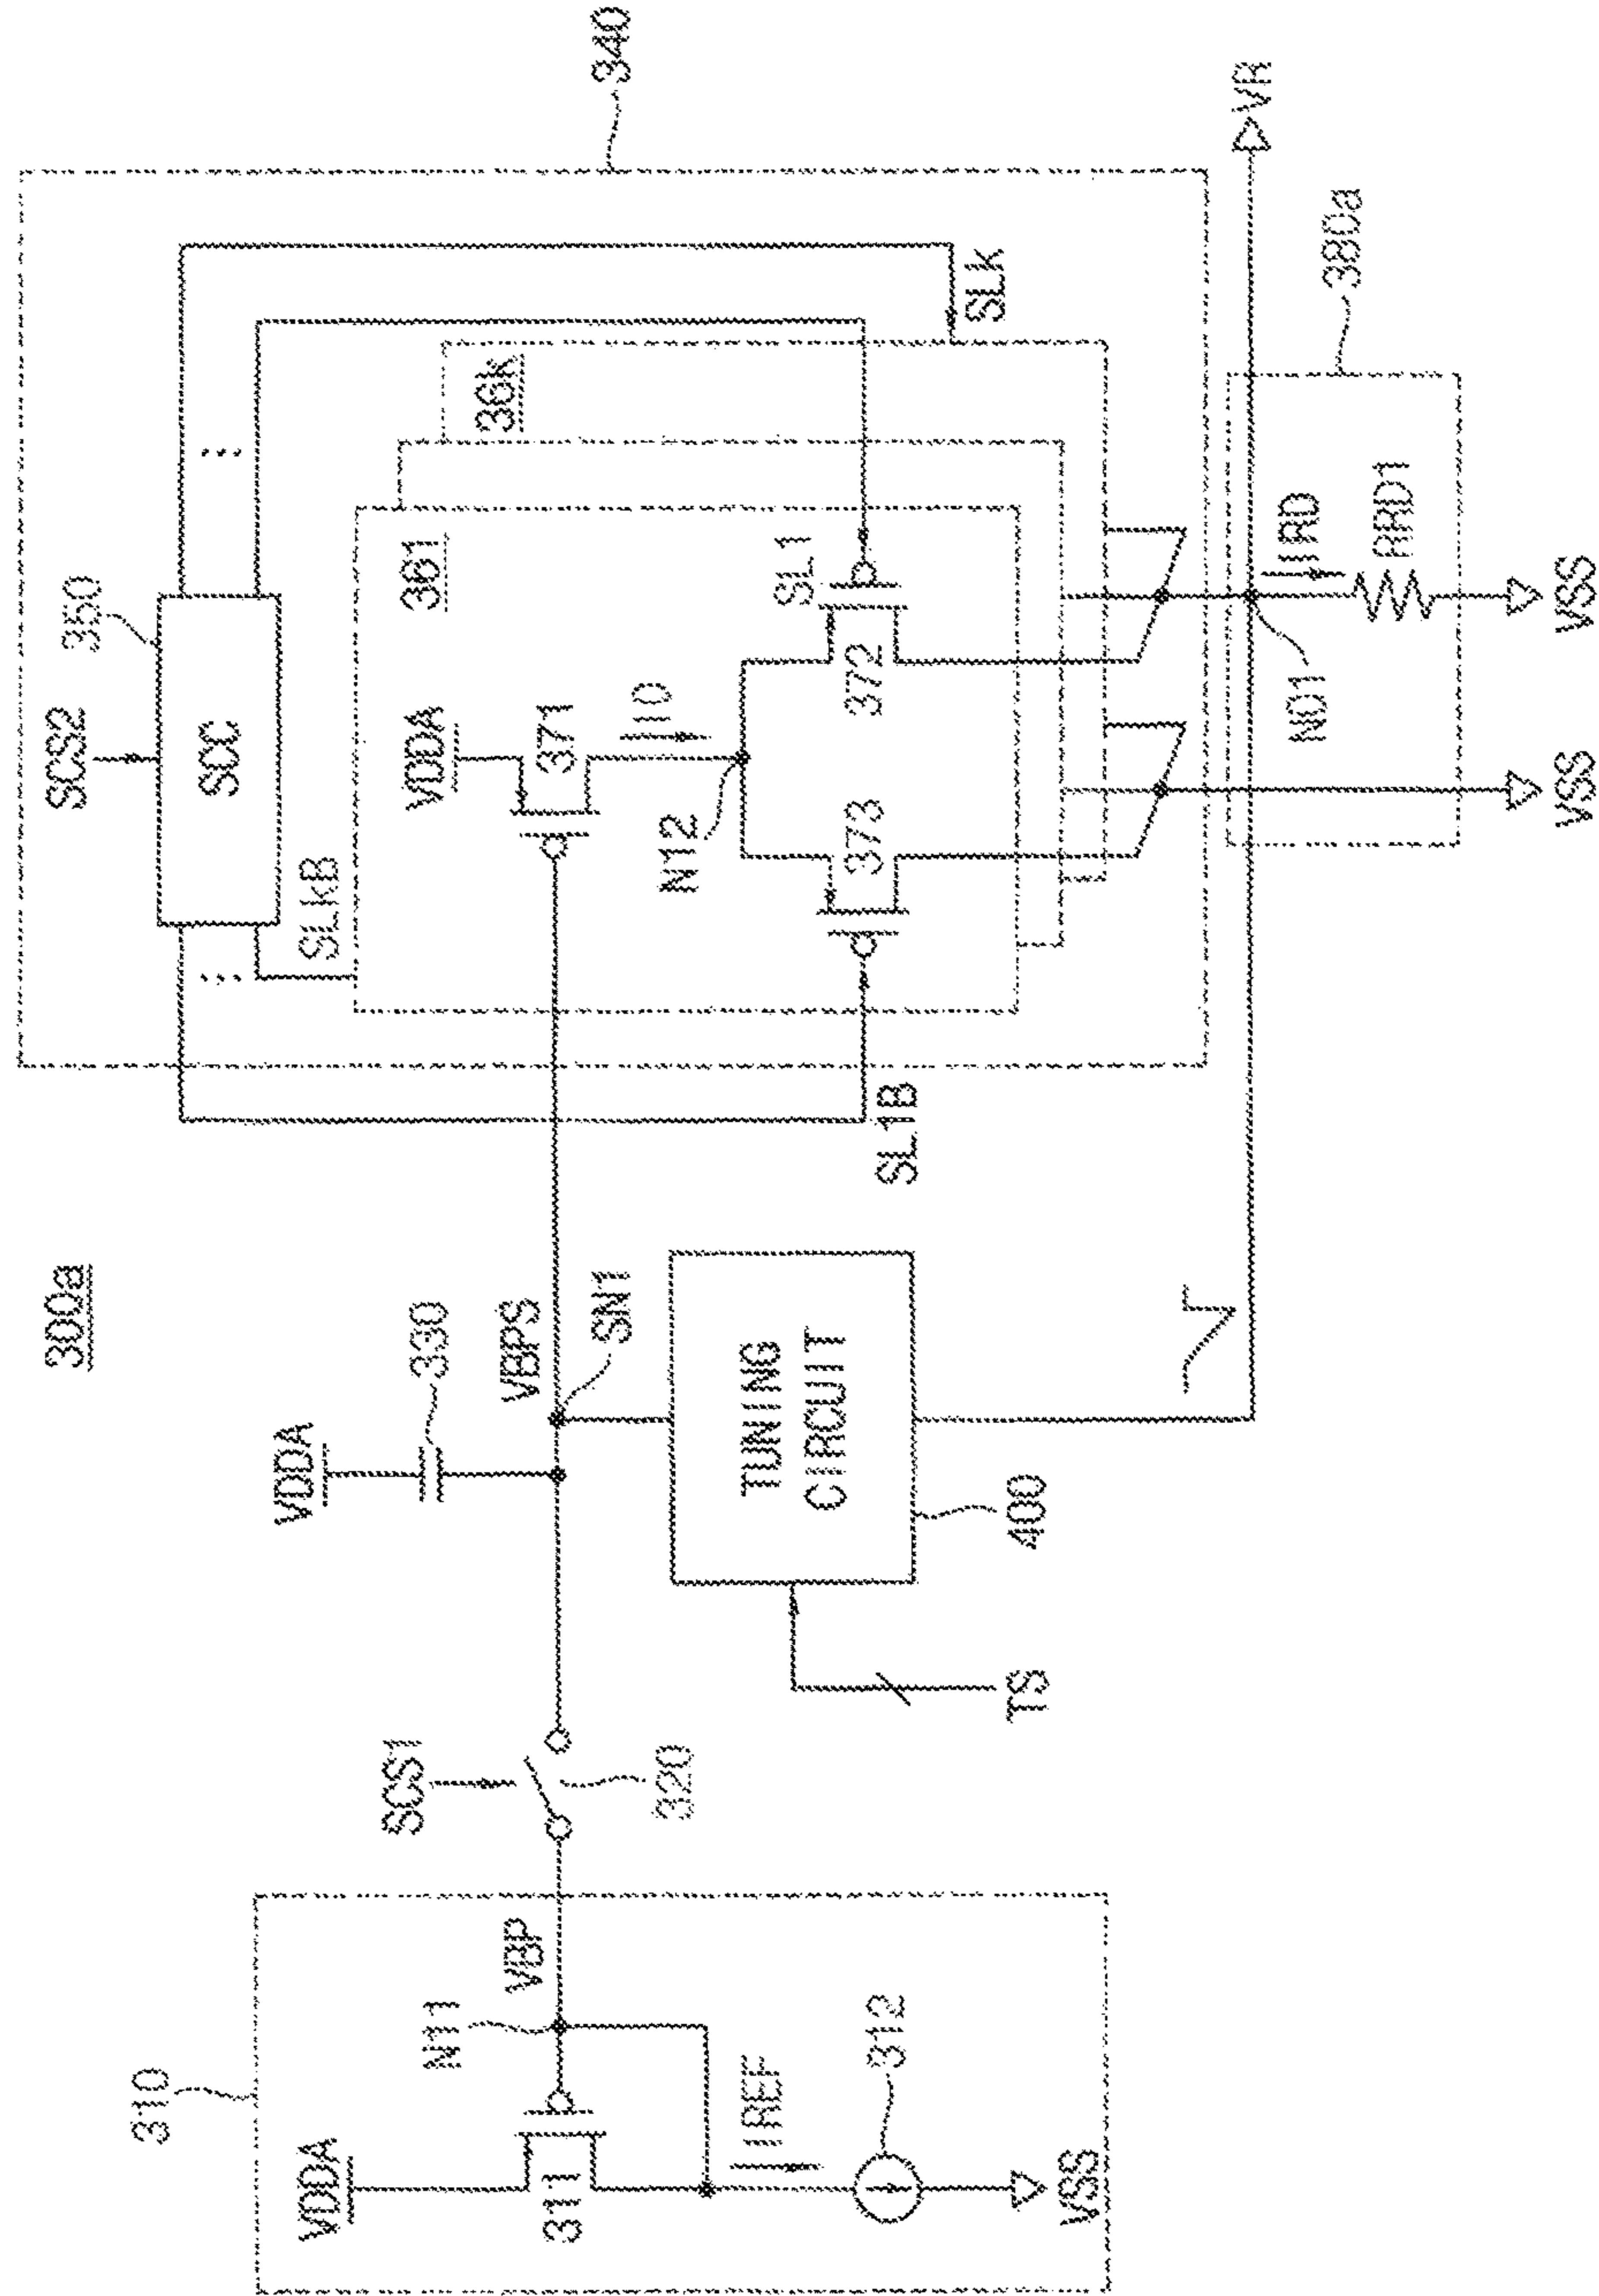 300a
310
VDDA
311
N11
VBP
IREF
312
VSS
SCS1
320
VDDA
330
VBPS
SN1
TUNING
CIRCUIT
400
TS
340
SCS2
350
SCC
SLkB
SL1B
SLk
36k
361
VDDA
371
I10
N12
373
372
SL1
VR
380a
NO1
IRD
RRD1
VSS
VSS